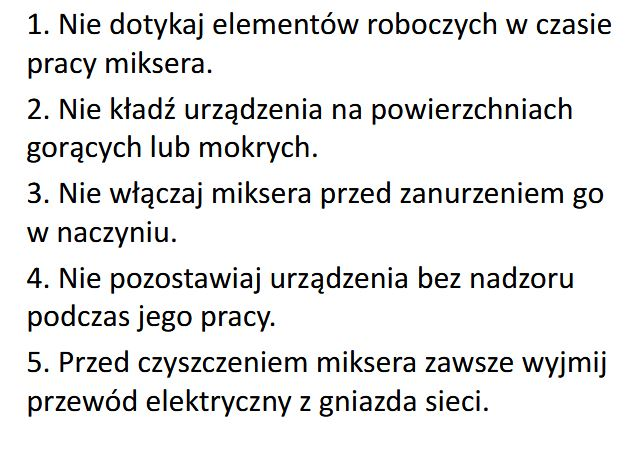 1. Nie dotykaj elementów roboczych w czasie
pracy miksera.
2. Nie kładź urządzenia na powierzchniach
gorących lub mokrych.
3. Nie włączaj miksera przed zanurzeniem go
w naczyniu.
4. Nie pozostawiaj urządzenia bez nadzoru
podczas jego pracy.
5. Przed czyszczeniem miksera zawsze wyjmij
przewód elektryczny z gniazda sieci.